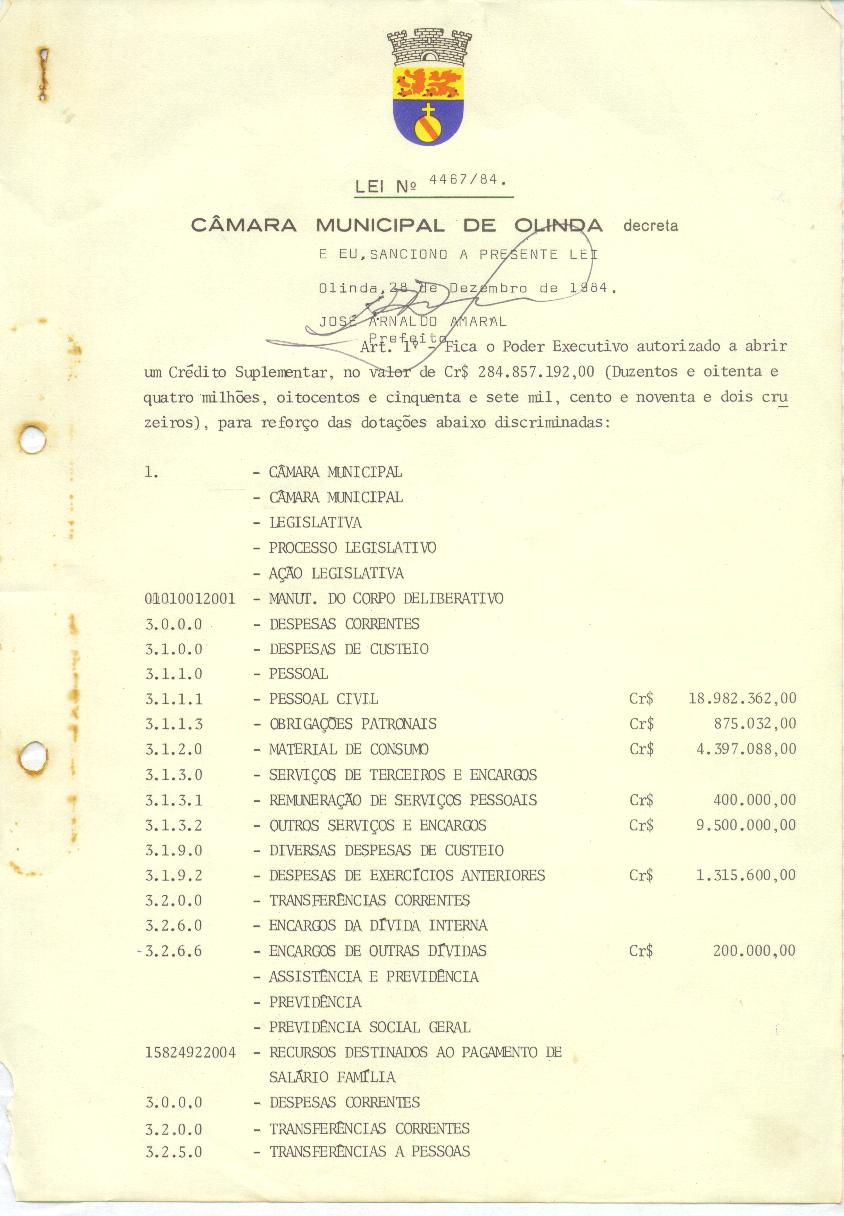 LEI Nº 4467/84.
CÂMARA MUNICIPAL DE OLINDA decreta
E EU, SANCIONO A PRESENTE LEI
Olinda, 28 de Dezembro de 1984.
JOSÉ ARNALDO AMARAL
Prefeito
Art. 1º - Fica o Poder Executivo autorizado a abrir
um Crédito Suplementar, no valor de Cr$ 284.857.192,00 (Duzentos e oitenta e
quatro milhões, oitocentos e cinquenta e sete mil, cento e noventa e dois cru
zeiros), para reforço das dotações abaixo discriminadas:
1. - CÂMARA MUNICIPAL
- CÂMARA MUNICIPAL
- LEGISLATIVA
- PROCESSO LEGISLATIVO
- AÇÃO LEGISLATIVA
01010012001 - MANUT. DO CORPO DELIBERATIVO
3.0.0.0 - DESPESAS CORRENTES
3.1.0.0 - DESPESAS DE CUSTEIO
3.1.1.0 - PESSOAL
3.1.1.1 - PESSOAL CIVIL Cr$ 18.982.362,00
3.1.1.3 - OBRIGAÇÕES PATRONAIS Cr$ 875.032,00
3.1.2.0 - MATERIAL DE CONSUMO Cr$ 4.397.088,00
3.1.3.0 - SERVIÇOS DE TERCEIROS E ENCARGOS
3.1.3.1 - REMUNERAÇÃO DE SERVIÇOS PESSOAIS Cr$ 400.000,00
3.1.3.2 - OUTROS SERVIÇOS E ENCARGOS Cr$ 9.500.000,00
3.1.9.0 - DIVERSAS DESPESAS DE CUSTEIO
3.1.9.2 - DESPESAS DE EXERCÍCIOS ANTERIORES Cr$ 1.315.600,00
3.2.0.0 - TRANSFERÊNCIAS CORRENTES
3.2.6.0 - ENCARGOS DA DÍVIDA INTERNA
-3.2.6.6 - ENCARGOS DE OUTRAS DÍVIDAS Cr$ 200.000,00
- ASSISTÊNCIA E PREVIDÊNCIA
- PREVIDÊNCIA
- PREVIDÊNCIA SOCIAL GERAL
15824922004 - RECURSOS DESTINADOS AO PAGAMENTO DE
SALÁRIO FAMÍLIA
3.0.0.0 - DESPESAS CORRENTES
3.2.0.0 - TRANSFERÊNCIAS CORRENTES
3.2.5.0 - TRANSFERÊNCIAS A PESSOAS